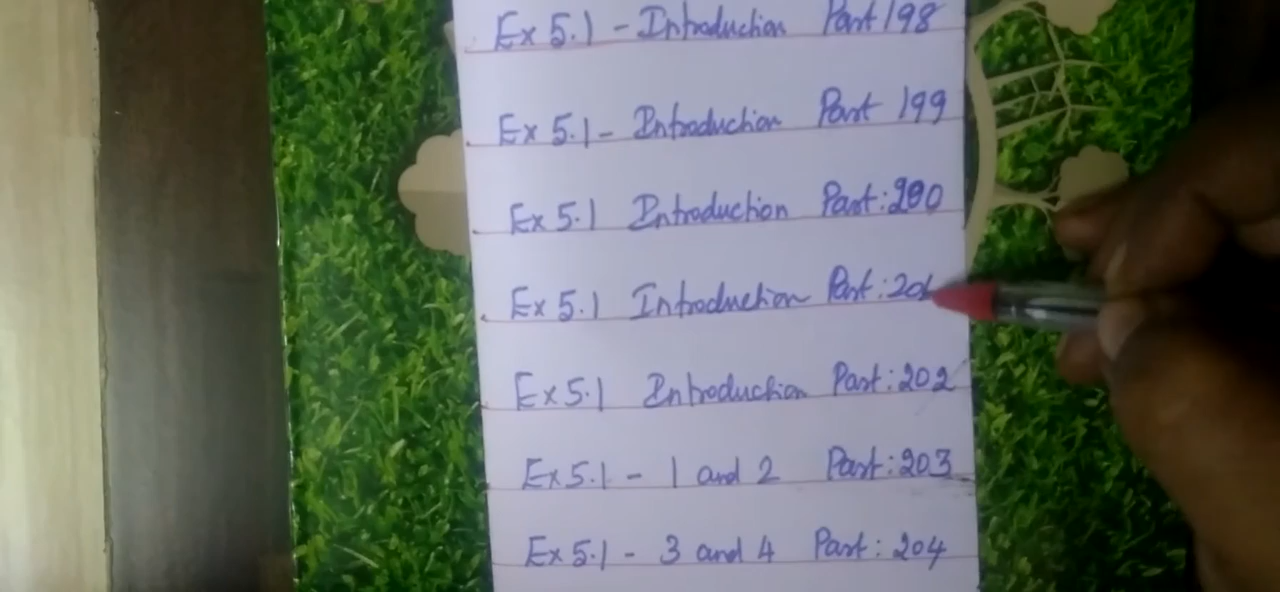 Ex 5.1 - Introduction Part 198
Ex 5.1 - Introduction Part 199
Ex 5.1 Introduction Part: 200
Ex 5.1 Introduction Part: 201
Ex 5.1 Introduction Part: 202
Ex 5.1 - 1 and 2 Part: 203
Ex 5.1 - 3 and 4 Part: 204